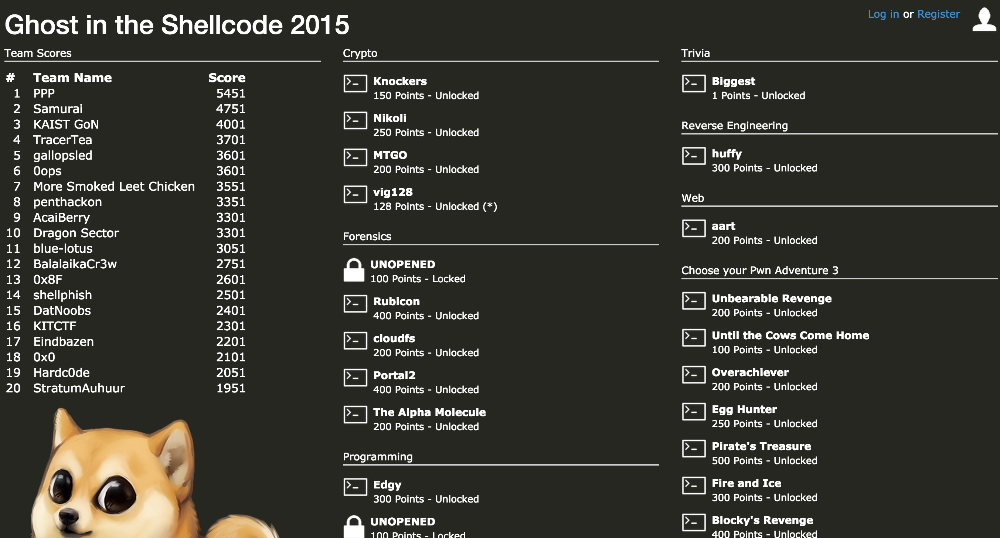 Ghost in the Shellcode 2015
Log in or Register
Team Scores
# Team Name Score
1 PPP 5451
2 Samurai 4751
3 KAIST GoN 4001
4 TracerTea 3701
5 gallopsled 3601
6 0ops 3601
7 More Smoked Leet Chicken 3551
8 penthackon 3351
9 AcaiBerry 3301
10 Dragon Sector 3301
11 blue-lotus 3051
12 BalalaikaCr3w 2751
13 0x8F 2601
14 shellphish 2501
15 DatNoobs 2401
16 KITCTF 2301
17 Eindbazen 2201
18 0x0 2101
19 Hardc0de 2051
20 StratumAuhuur 1951
Crypto
Knockers
150 Points - Unlocked
Nikoli
250 Points - Unlocked
MTGO
200 Points - Unlocked
vig128
128 Points - Unlocked (*)
Forensics
UNOPENED
100 Points - Locked
Rubicon
400 Points - Unlocked
cloudfs
200 Points - Unlocked
Portal2
400 Points - Unlocked
The Alpha Molecule
200 Points - Unlocked
Programming
Edgy
300 Points - Unlocked
UNOPENED
100 Points - Locked
Trivia
Biggest
1 Points - Unlocked
Reverse Engineering
huffy
300 Points - Unlocked
Web
aart
200 Points - Unlocked
Choose your Pwn Adventure 3
Unbearable Revenge
200 Points - Unlocked
Until the Cows Come Home
100 Points - Unlocked
Overachiever
200 Points - Unlocked
Egg Hunter
250 Points - Unlocked
Pirate's Treasure
500 Points - Unlocked
Fire and Ice
300 Points - Unlocked
Blocky's Revenge
400 Points - Unlocked